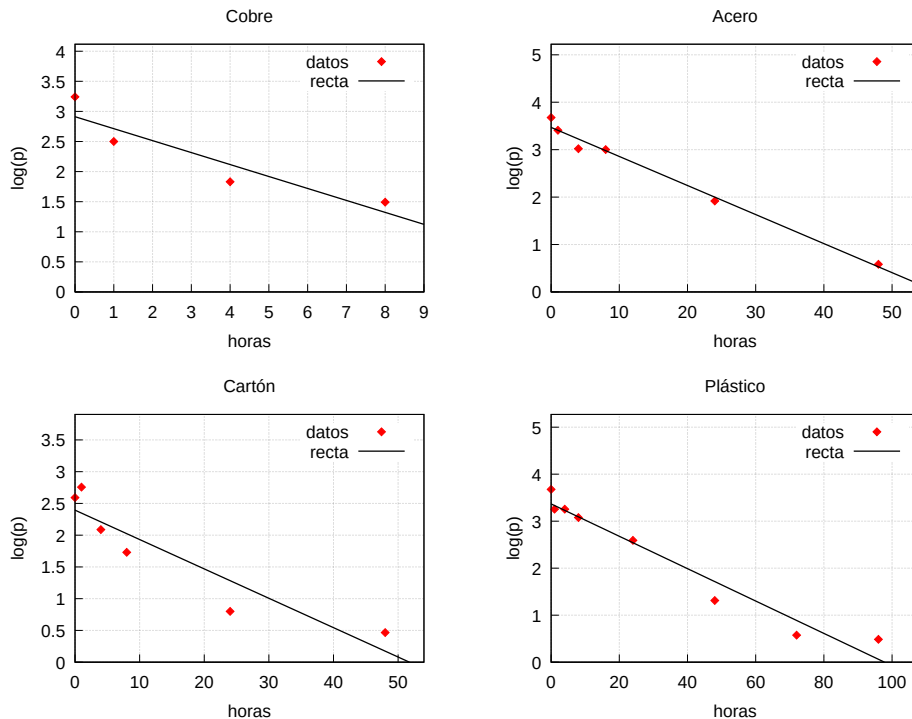 Cobre
4
3.5
3
2.5
2
1.5
1
0.5
0
log(p)
datos
recta
0 1 2 3 4 5 6 7 8 9
horas
Acero
5
4
3
2
1
0
log(p)
datos
recta
0 10 20 30 40 50
horas
Cartón
3.5
3
2.5
2
1.5
1
0.5
0
log(p)
datos
recta
0 10 20 30 40 50
horas
Plástico
5
4
3
2
1
0
log(p)
datos
recta
0 20 40 60 80 100
horas